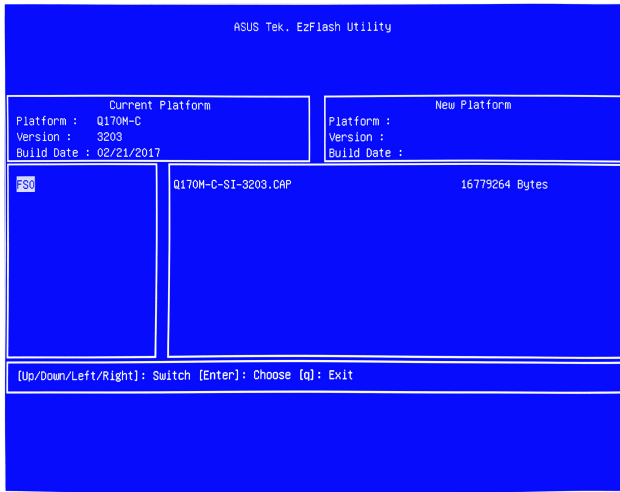 ASUS Tek. EzFlash Utility
Current Platform
Platform : Q170M-C
Version : 3203
Build Date : 02/21/2017
New Platform
Platform :
Version :
Build Date :
FS0
Q170M-C-SI-3203.CAP 16779264 Bytes
[Up/Down/Left/Right]: Switch [Enter]: Choose [q]: Exit